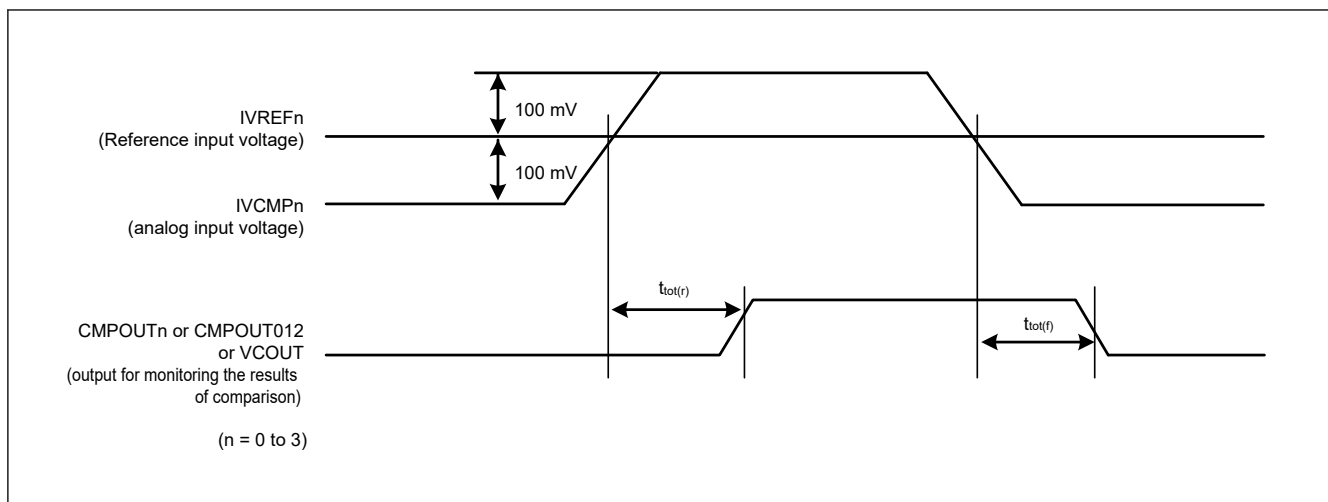 100 mV
IVREFn
(Reference input voltage)
100 mV
IVCMPn
(analog input voltage)
ttot(r)
ttot(f)
CMPOUTn or CMPOUT012
or VCOUT
(output for monitoring the results
of comparison)
(n = 0 to 3)